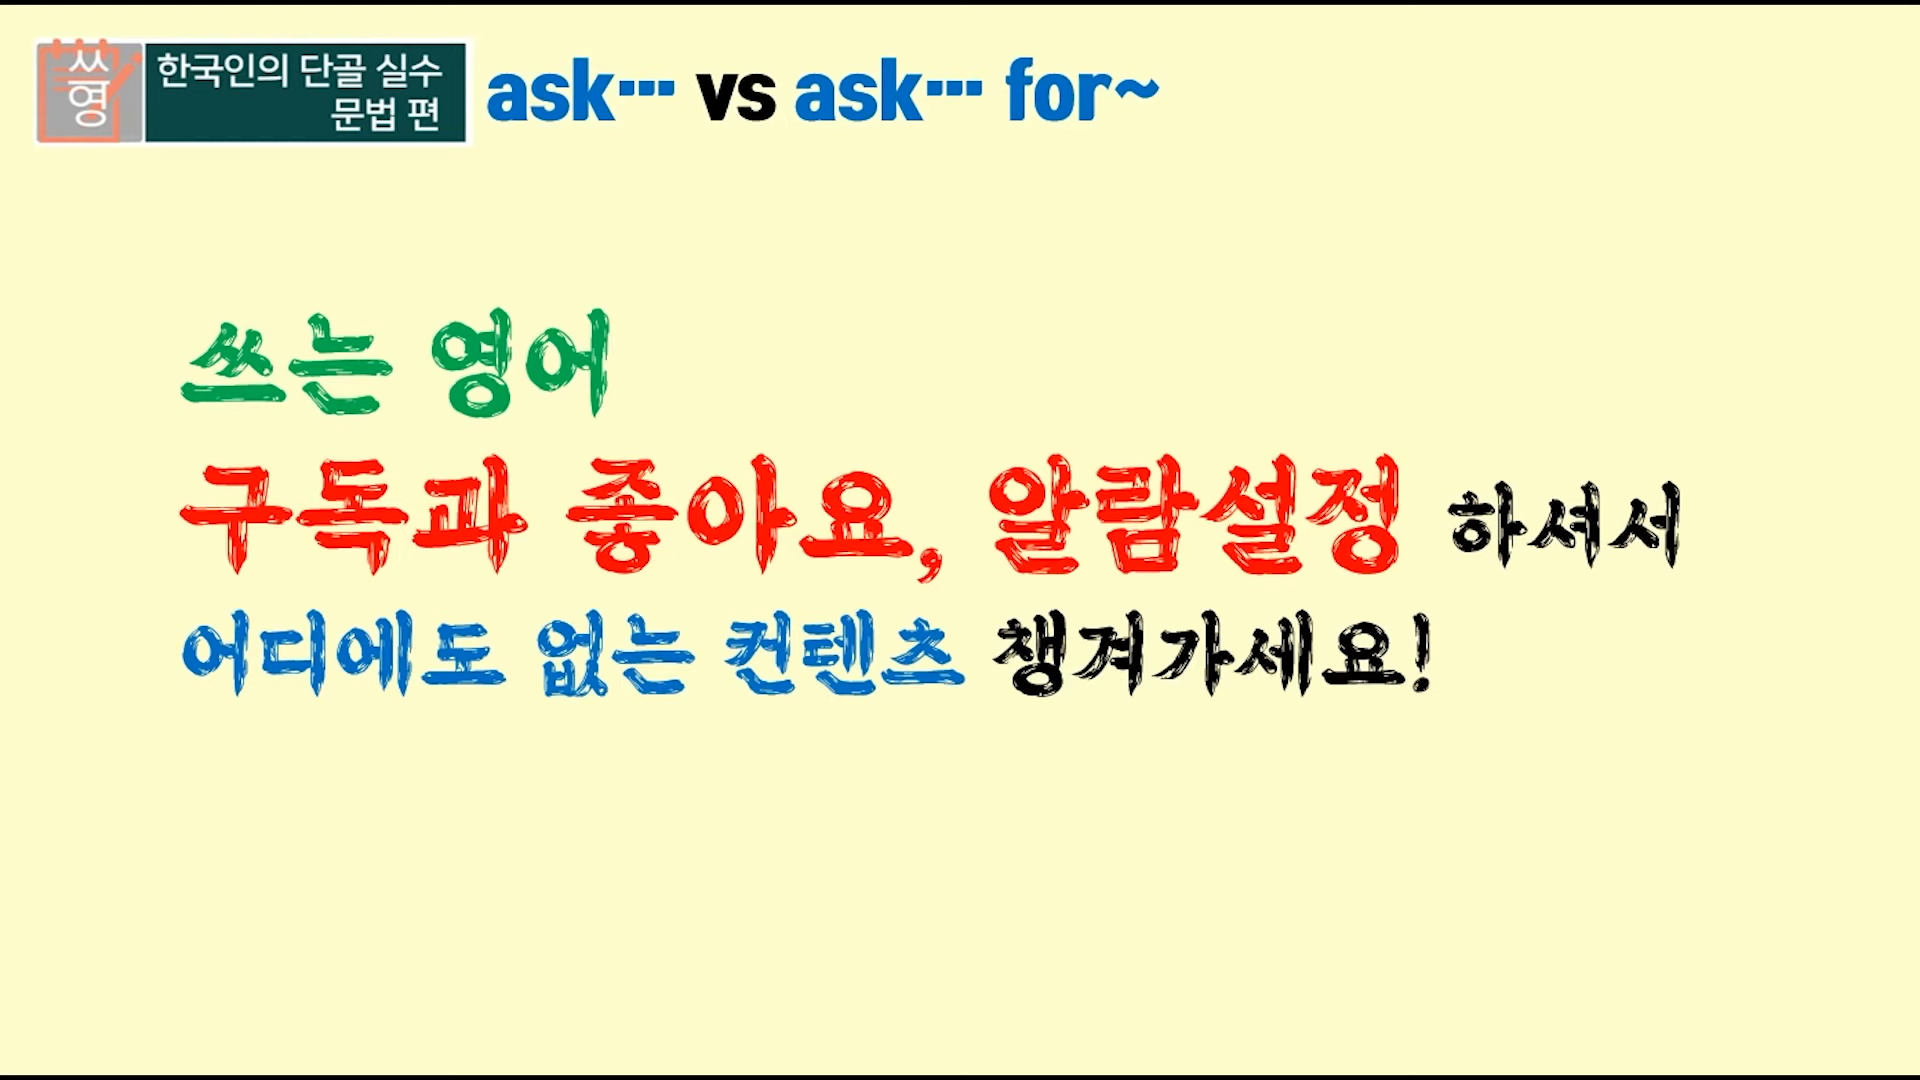 쓰영
한국인의 단골 실수
문법 편
ask… vs ask… for~
쓰는 영어
구독과 좋아요, 알람설정 하셔서
어디에도 없는 컨텐츠 챙겨가세요!